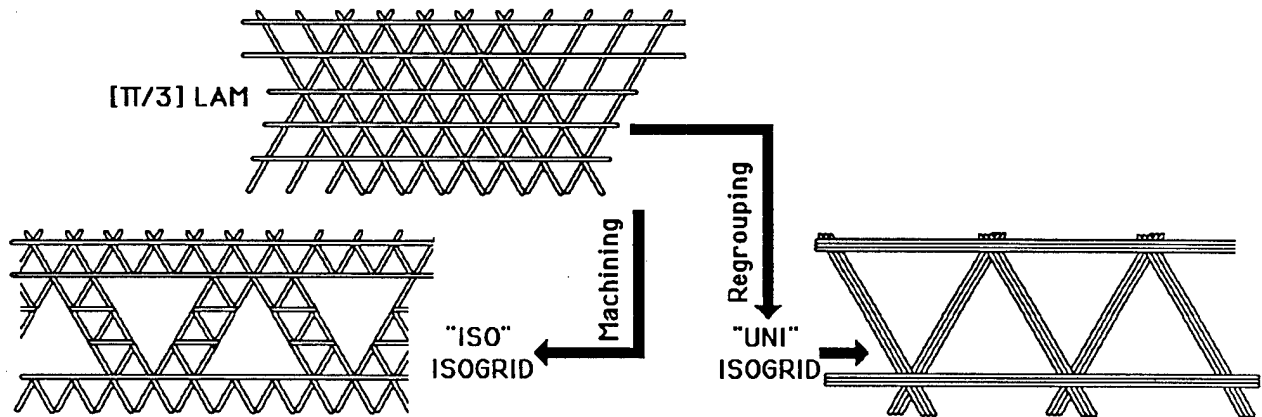 [π/3] LAM
Machining
Regrouping
"ISO"
ISOGRID
"UNI"
ISOGRID